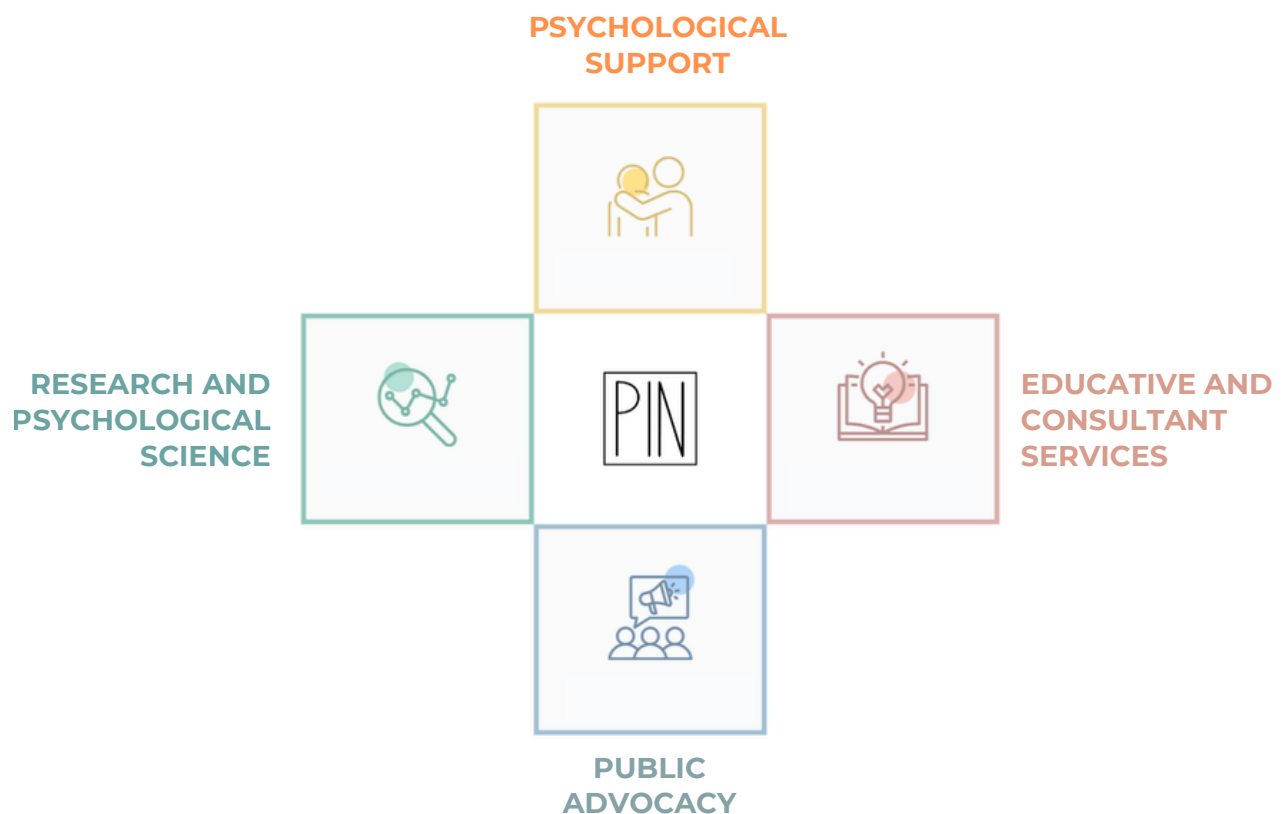 PSYCHOLOGICAL
SUPPORT
RESEARCH AND
PSYCHOLOGICAL
SCIENCE
PIN
EDUCATIVE AND
CONSULTANT
SERVICES
PUBLIC
ADVOCACY